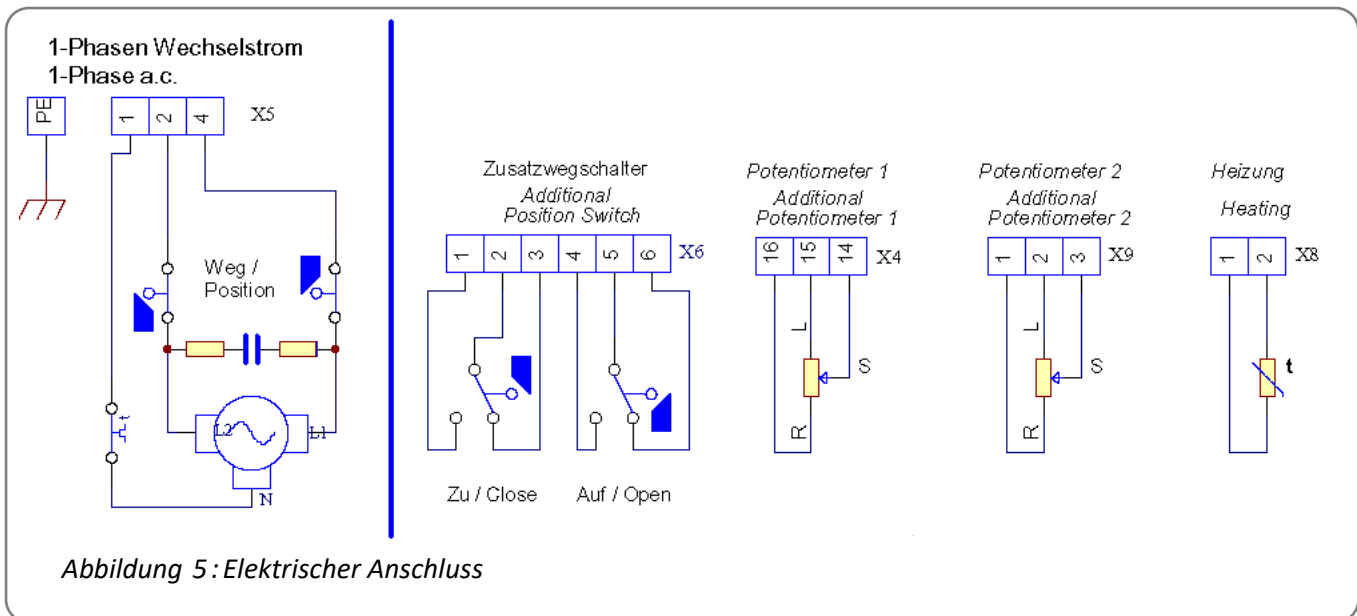 1-Phasen Wechselstrom
1-Phase a.c.
PE
1 2 4 X5
Weg /
Position
t
L2 L1
N
Zusatzwegschalter
Additional
Position Switch
1 2 3 4 5 6 X6
Zu / Close Auf / Open
Potentiometer 1
Additional
Potentiometer 1
16 15 14 X4
L
S
R
Potentiometer 2
Additional
Potentiometer 2
1 2 3 X9
L
S
R
Heizung
Heating
1 2 X8
t
Abbildung 5: Elektrischer Anschluss